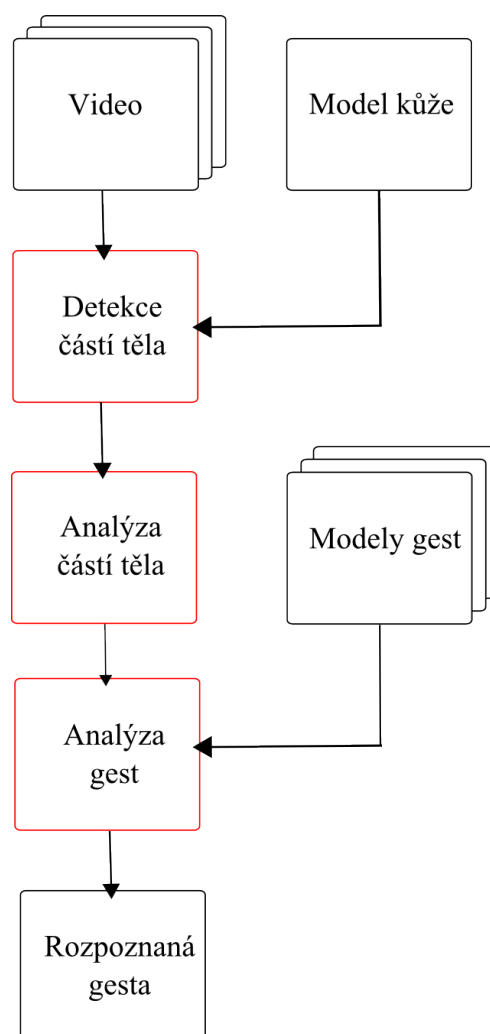 Video
Model kůže
Detekce
částí těla
Analýza
částí těla
Modely gest
Analýza
gest
Rozpoznaná
gesta